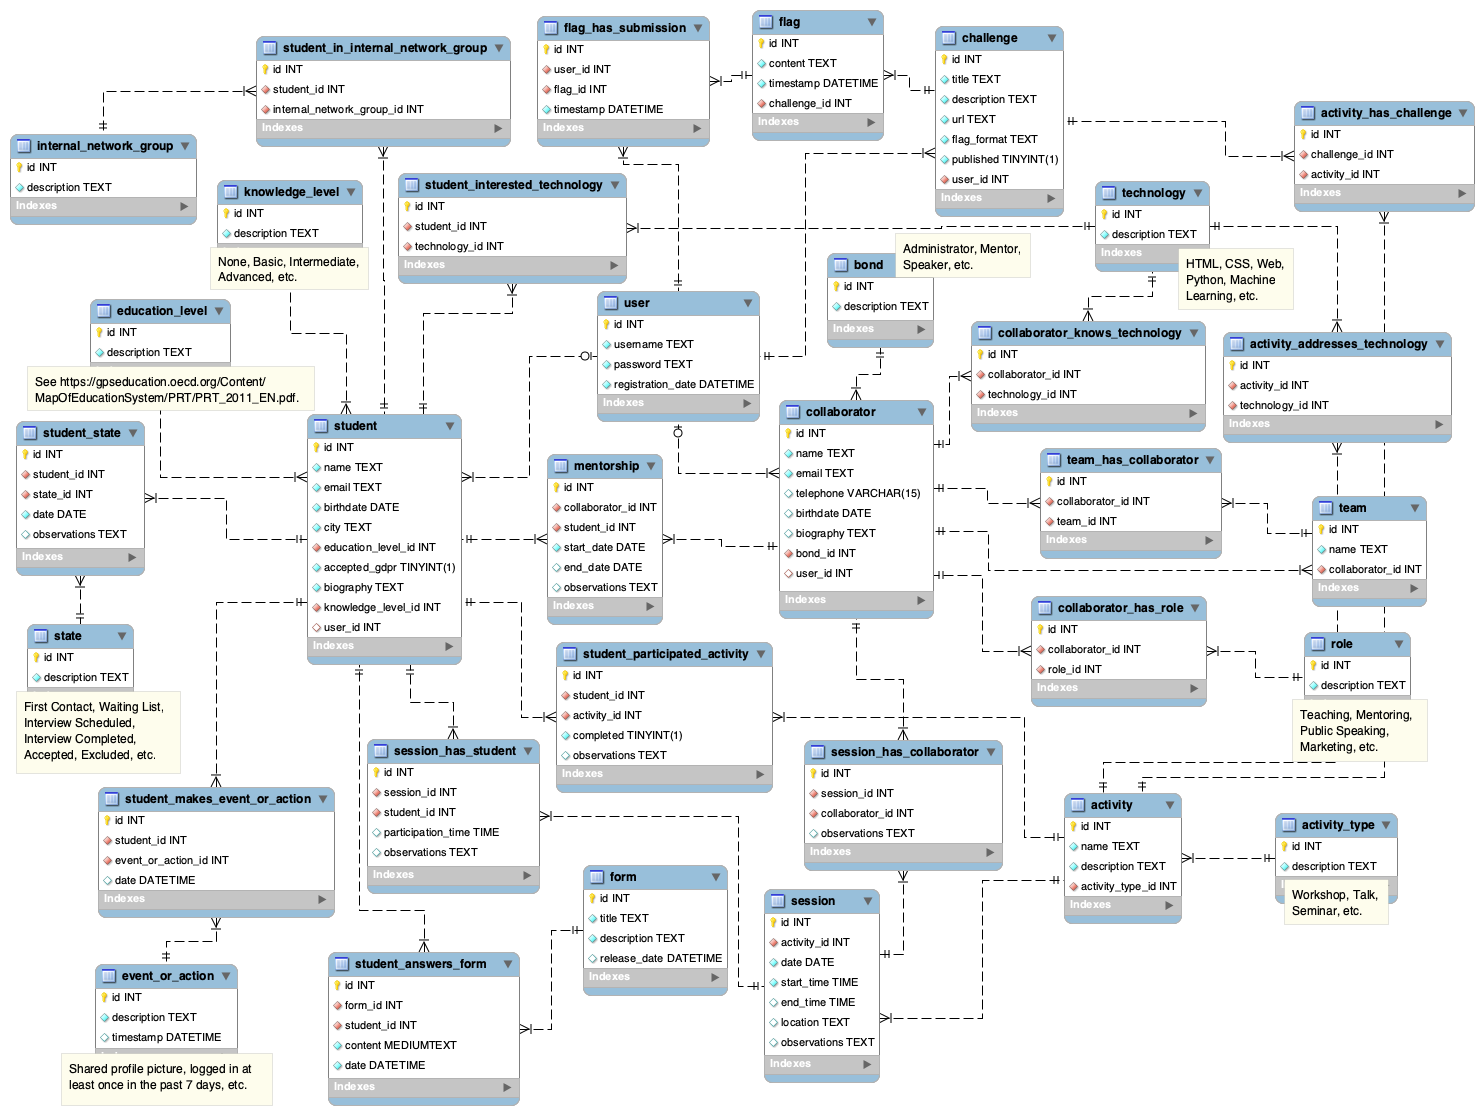 student_in_internal_network_group
id INT
student_id INT
internal_network_group_id INT
Indexes
flag_has_submission
id INT
user_id INT
flag_id INT
timestamp DATETIME
Indexes
flag
id INT
content TEXT
timestamp DATETIME
challenge_id INT
Indexes
challenge
id INT
title TEXT
description TEXT
url TEXT
flag_format TEXT
published TINYINT(1)
user_id INT
Indexes
activity_has_challenge
id INT
challenge_id INT
activity_id INT
Indexes
internal_network_group
id INT
description TEXT
Indexes
knowledge_level
id INT
description TEXT
None, Basic, Intermediate,
Advanced, etc.
student_interested_technology
id INT
student_id INT
technology_id INT
Indexes
technology
id INT
description TEXT
Indexes
HTML, CSS, Web,
Python, Machine
Learning, etc.
bond
id INT
description TEXT
Indexes
Administrator, Mentor,
Speaker, etc.
education_level
id INT
description TEXT
See https://gpseducation.oecd.org/Content/
MapOfEducationSystem/PRT/PRT_2011_EN.pdf.
user
id INT
username TEXT
password TEXT
registration_date DATETIME
Indexes
collaborator_knows_technology
id INT
collaborator_id INT
technology_id INT
Indexes
activity_addresses_technology
id INT
activity_id INT
technology_id INT
Indexes
student_state
id INT
student_id INT
state_id INT
date DATE
observations TEXT
Indexes
student
id INT
name TEXT
email TEXT
birthdate DATE
city TEXT
education_level_id INT
accepted_gdpr TINYINT(1)
biography TEXT
knowledge_level_id INT
user_id INT
Indexes
mentorship
id INT
collaborator_id INT
student_id INT
start_date DATE
end_date DATE
observations TEXT
Indexes
collaborator
id INT
name TEXT
email TEXT
telephone VARCHAR(15)
birthdate DATE
biography TEXT
bond_id INT
user_id INT
Indexes
team_has_collaborator
id INT
collaborator_id INT
team_id INT
Indexes
team
id INT
name TEXT
collaborator_id INT
Indexes
state
id INT
description TEXT
First Contact, Waiting List,
Interview Scheduled,
Interview Completed,
Accepted, Excluded, etc.
collaborator_has_role
id INT
collaborator_id INT
role_id INT
Indexes
role
id INT
description TEXT
Teaching, Mentoring,
Public Speaking,
Marketing, etc.
student_participated_activity
id INT
student_id INT
activity_id INT
completed TINYINT(1)
observations TEXT
Indexes
session_has_student
id INT
session_id INT
student_id INT
participation_time TIME
observations TEXT
Indexes
session_has_collaborator
id INT
session_id INT
collaborator_id INT
observations TEXT
Indexes
student_makes_event_or_action
id INT
student_id INT
event_or_action_id INT
date DATETIME
Indexes
activity
id INT
name TEXT
description TEXT
activity_type_id INT
Indexes
activity_type
id INT
description TEXT
Workshop, Talk,
Seminar, etc.
form
id INT
title TEXT
description TEXT
release_date DATETIME
Indexes
session
id INT
activity_id INT
date DATE
start_time TIME
end_time TIME
location TEXT
observations TEXT
Indexes
student_answers_form
id INT
form_id INT
student_id INT
content MEDIUMTEXT
date DATETIME
Indexes
event_or_action
id INT
description TEXT
timestamp DATETIME
Shared profile picture, logged in at
least once in the past 7 days, etc.